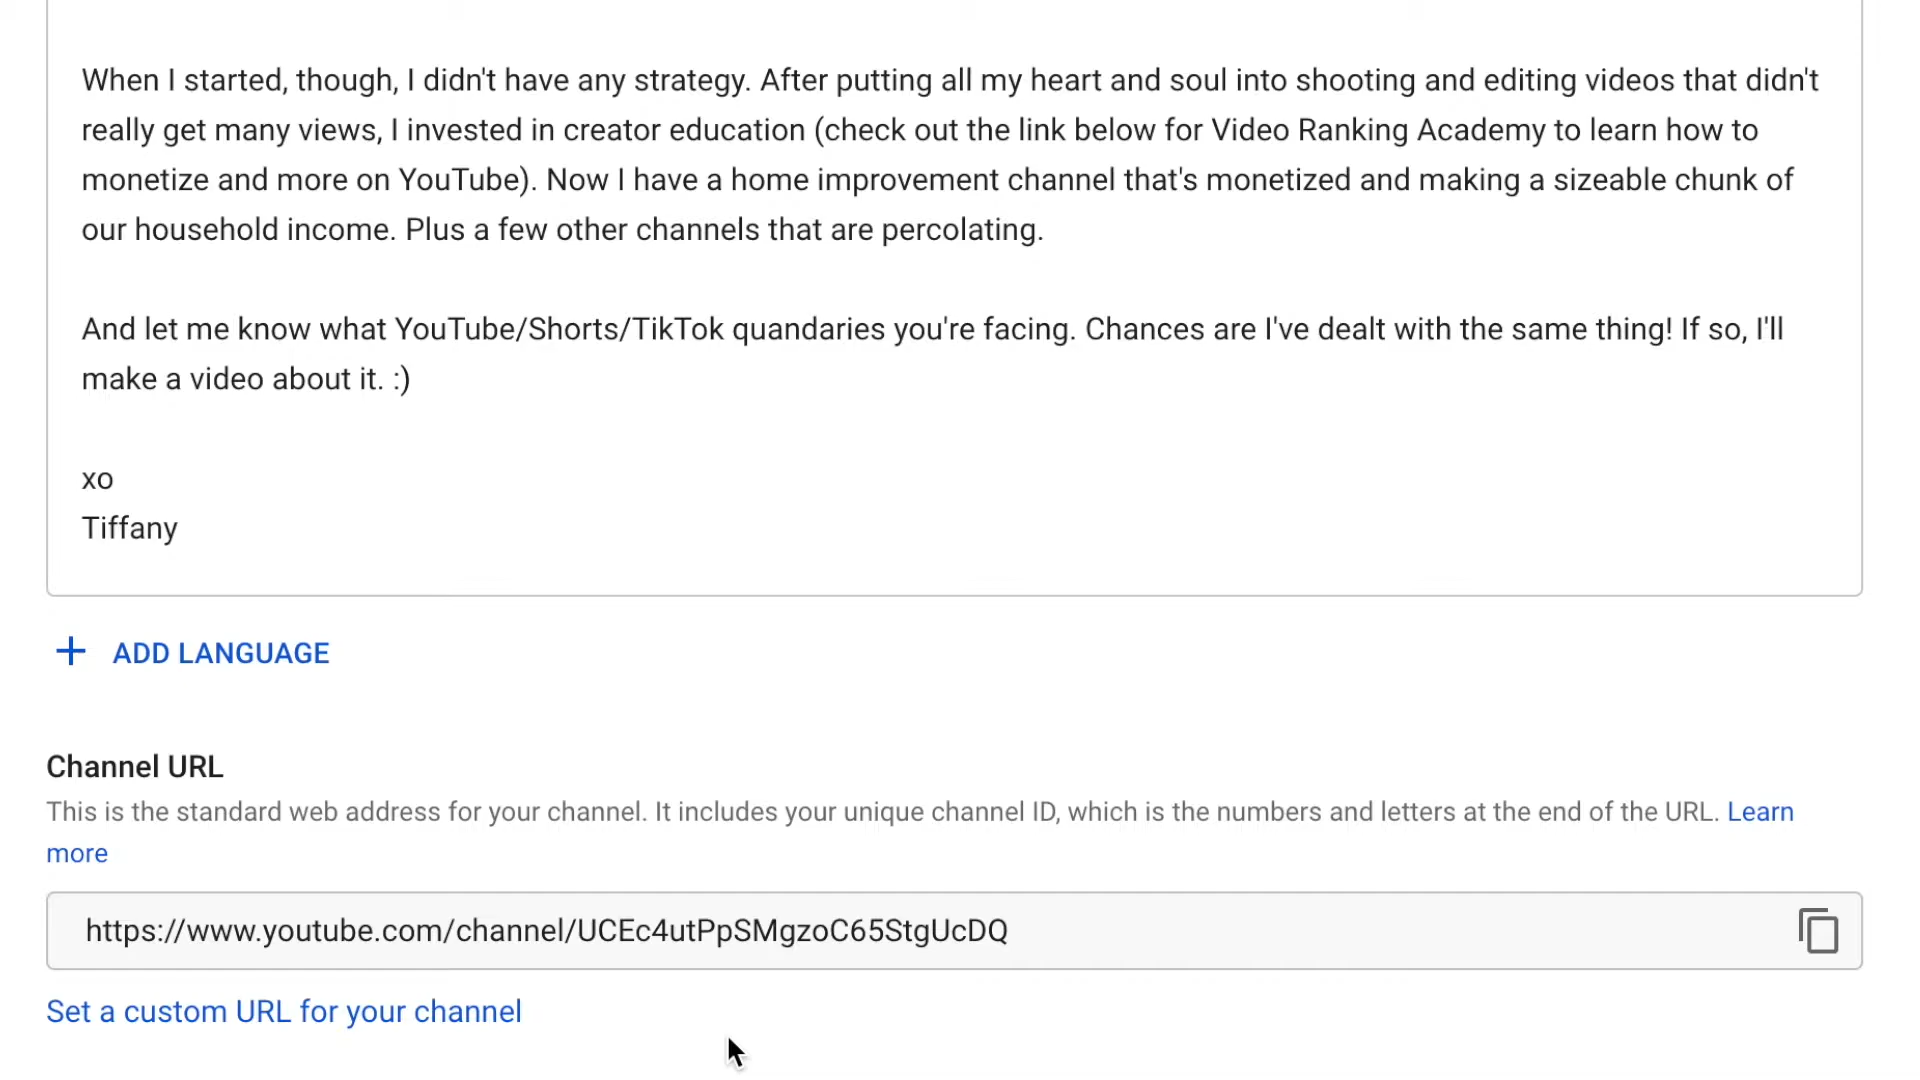 When I started, though, I didn't have any strategy. After putting all my heart and soul into shooting and editing videos that didn't
really get many views, I invested in creator education (check out the link below for Video Ranking Academy to learn how to
monetize and more on YouTube). Now I have a home improvement channel that's monetized and making a sizeable chunk of
our household income. Plus a few other channels that are percolating.
And let me know what YouTube/Shorts/TikTok quandaries you're facing. Chances are I've dealt with the same thing! If so, I'll
make a video about it. :)
xo
Tiffany
+ ADD LANGUAGE
Channel URL
This is the standard web address for your channel. It includes your unique channel ID, which is the numbers and letters at the end of the URL. Learn
more
https://www.youtube.com/channel/UCEc4utPpSMgzoC65StgUcDQ
Set a custom URL for your channel